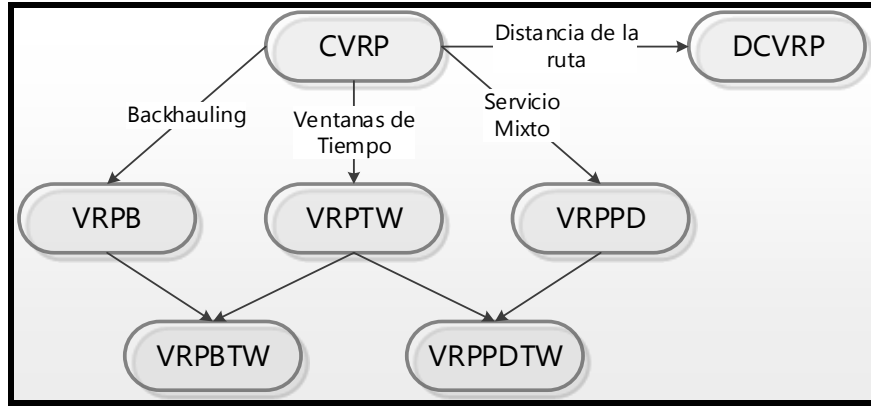 CVRP
Distancia de la
ruta
DCVRP
Backhauling
Ventanas de
Tiempo
Servicio
Mixto
VRPB
VRPTW
VRPPD
VRPBTW
VRPPDTW